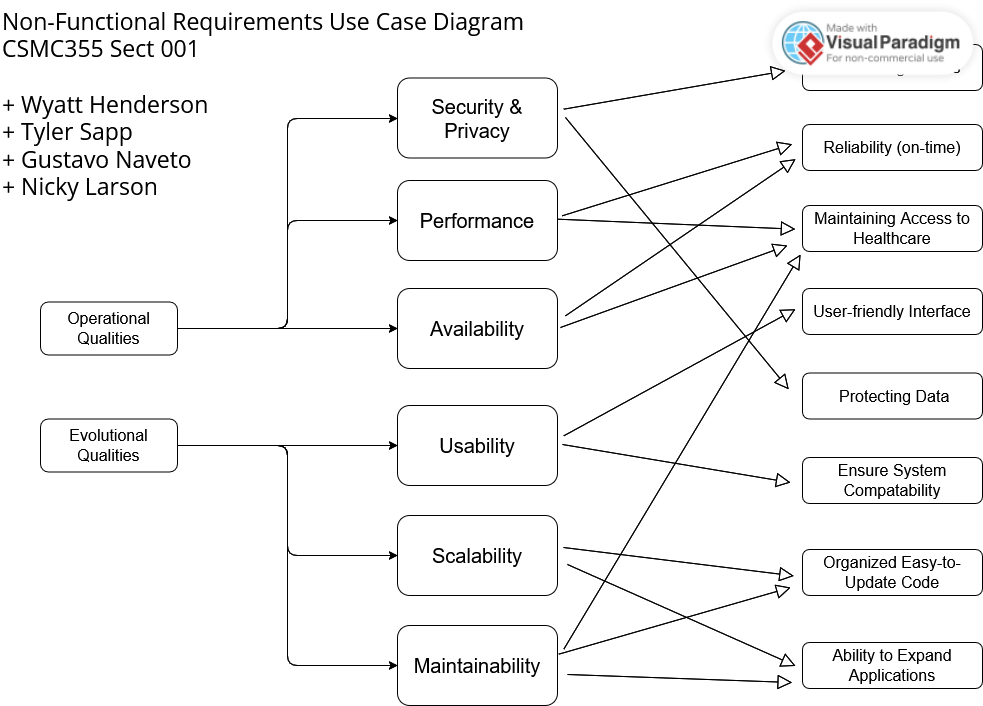 Non-Functional Requirements Use Case Diagram
CSMC355 Sect 001
+ Wyatt Henderson
+ Tyler Sapp
+ Gustavo Naveto
+ Nicky Larson
Made with
Visual Paradigm
For non-commercial use
Operational
Qualities
Evolutional
Qualities
Security &
Privacy
Performance
Availability
Usability
Scalability
Maintainability
Reliability (on-time)
Maintaining Access to
Healthcare
User-friendly Interface
Protecting Data
Ensure System
Compatability
Organized Easy-to-
Update Code
Ability to Expand
Applications